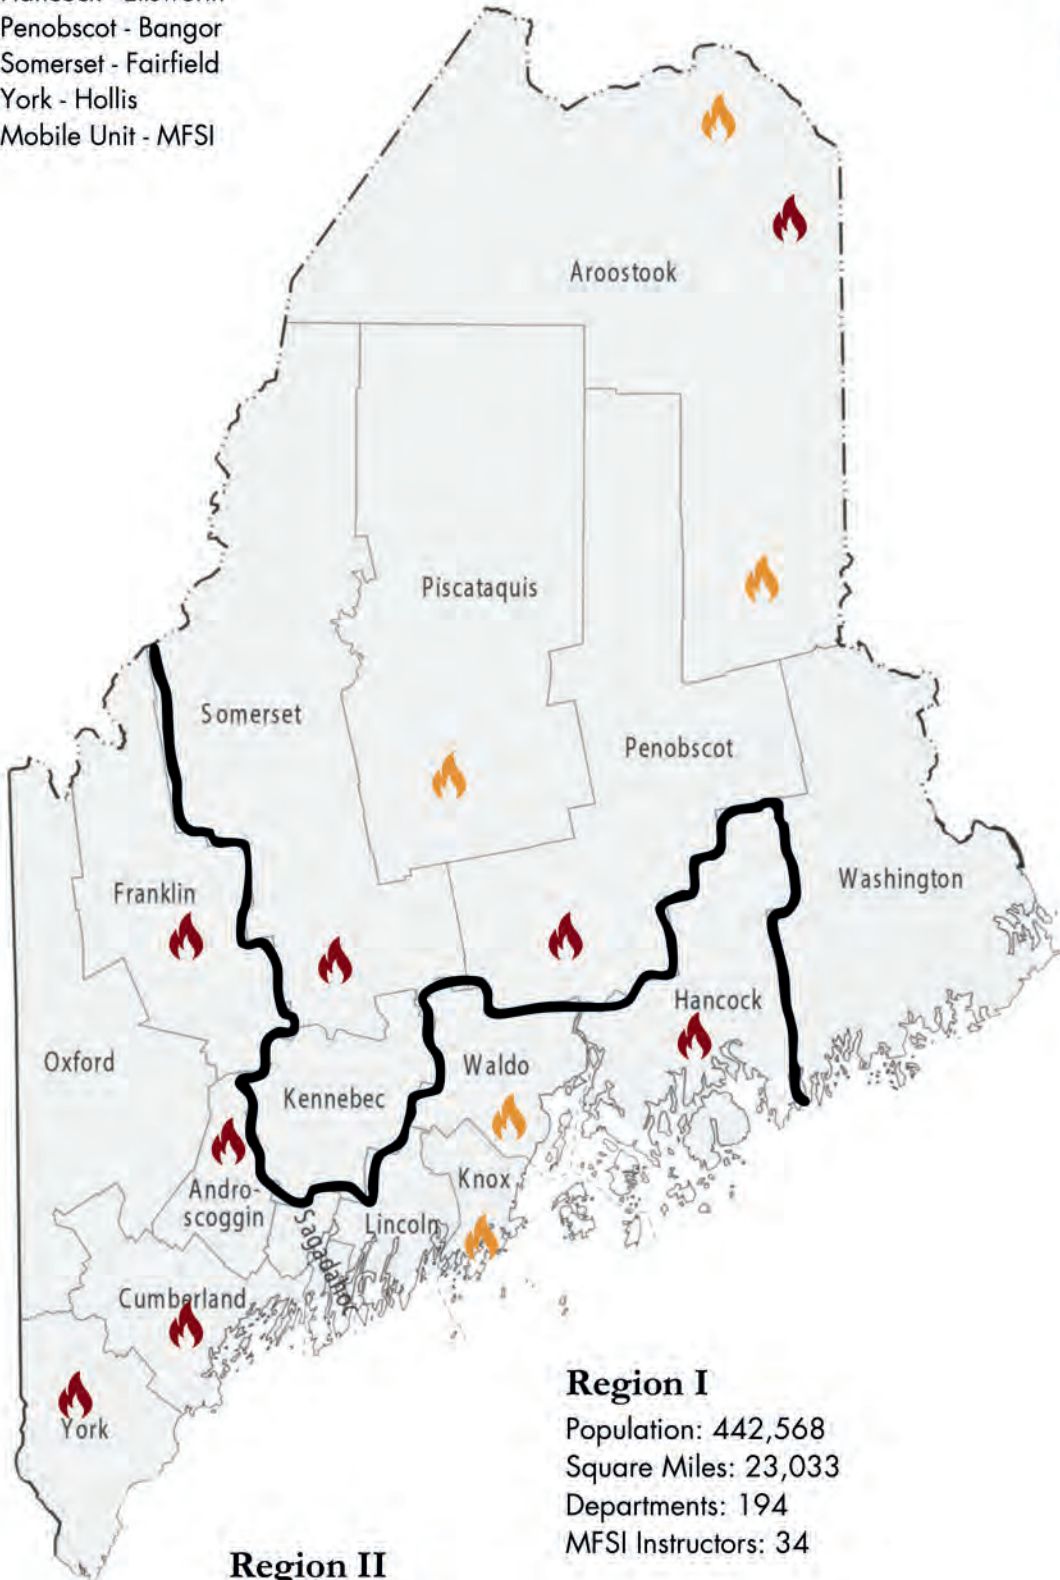 Penobscot - Bangor
Somerset - Fairfield
York - Hollis
Mobile Unit - MFSI
Aroostook
Piscataquis
Somerset
Penobscot
Franklin
Washington
Hancock
Oxford
Waldo
Kennebec
Knox
Andro-
scoggin
Lincoln
Sagadahoc
Cumberland
York
Region I
Population: 442,568
Square Miles: 23,033
Departments: 194
MFSI Instructors: 34
Region II